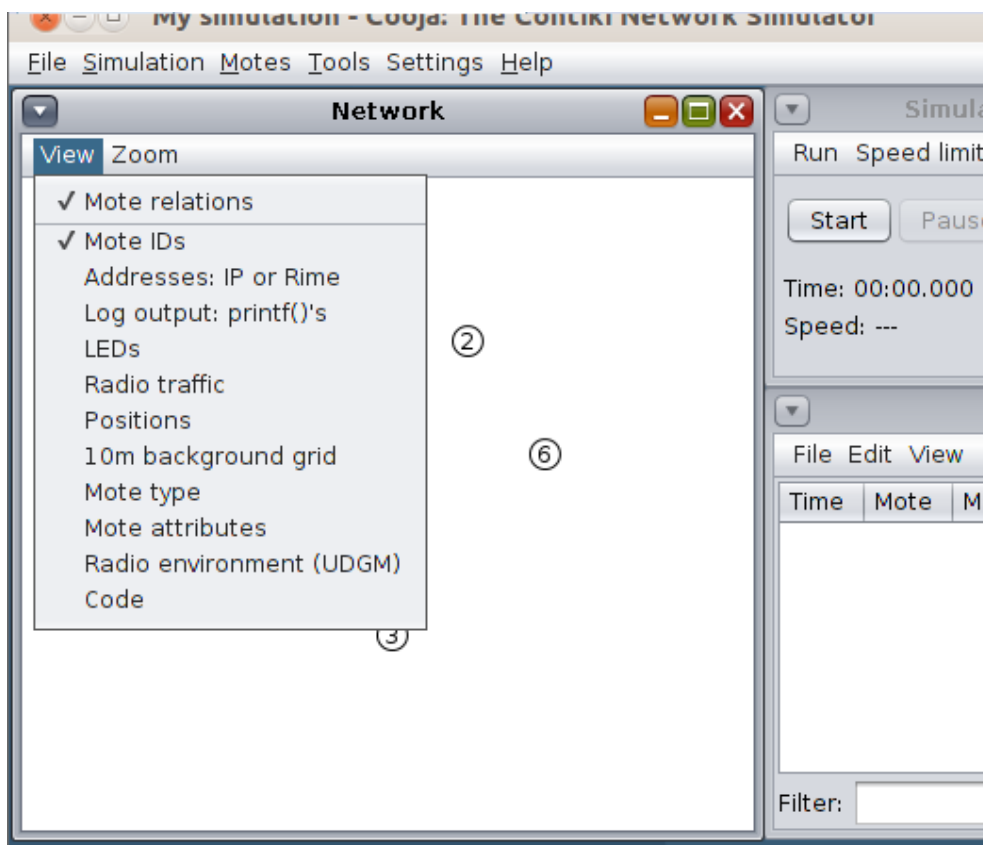 My simulation - Cooja: The Contiki Network Simulator
File Simulation Motes Tools Settings Help
Network
View Zoom
✓ Mote relations
✓ Mote IDs
Addresses: IP or Rime
Log output: printf()'s
LEDs
Radio traffic
Positions
10m background grid
Mote type
Mote attributes
Radio environment (UDGM)
Code
2
6
3
Simula
Run Speed limit
Start Pause
Time: 00:00.000
Speed: ---
File Edit View
Time Mote M
Filter: